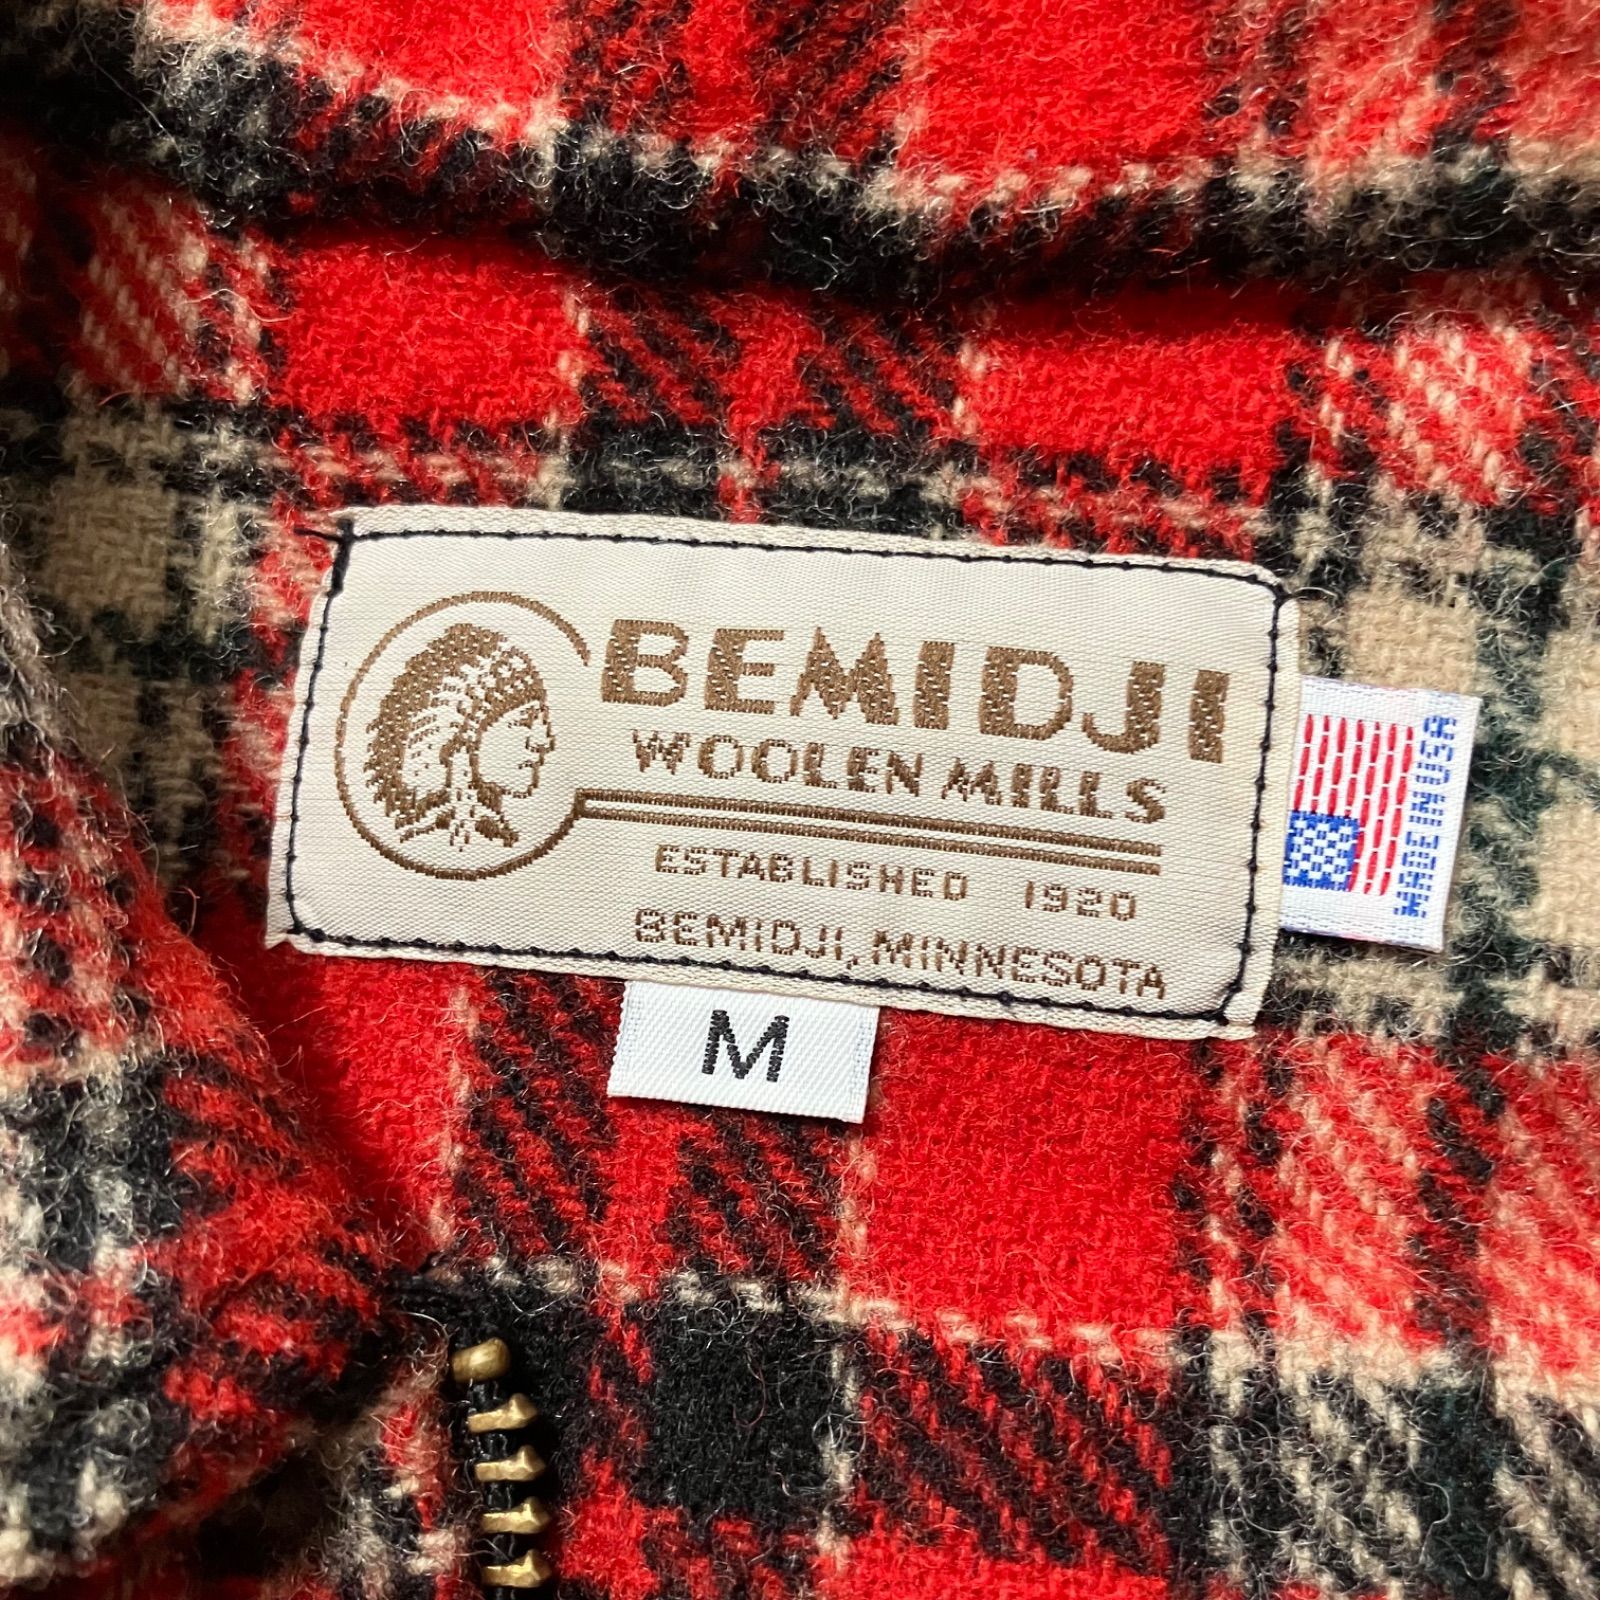 BEMIDJI
WOOLEN MILLS
ESTABLISHED 1920
BEMIDJI, MINNESOTA
MADE IN USA
M